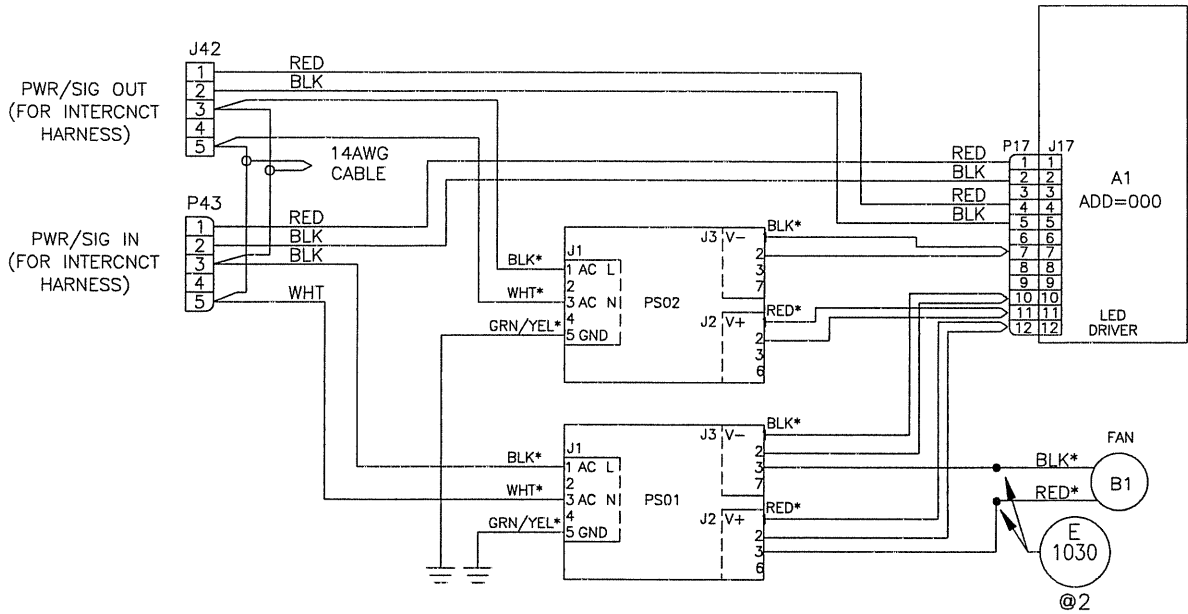 J42
PWR/SIG OUT
(FOR INTERCNCT
HARNESS)
1
2
3
4
5
RED
BLK
14AWG
CABLE
P43
PWR/SIG IN
(FOR INTERCNCT
HARNESS)
1
2
3
4
5
RED
BLK
BLK
WHT
P17 J17
RED
BLK
RED
BLK
1 1
2 2
3 3
4 4
5 5
6 6
7 7
8 8
9 9
10 10
11 11
12 12
A1
ADD=000
LED
DRIVER
BLK*
WHT*
GRN/YEL*
J1
1 AC L
2
3 AC N
4
5 GND
PS02
J3 V-
2
3
7
BLK*
J2 V+
2
3
6
RED*
BLK*
WHT*
GRN/YEL*
J1
1 AC L
2
3 AC N
4
5 GND
PS01
J3 V-
2
3
7
BLK*
J2 V+
2
3
6
RED*
FAN
BLK*
RED*
B1
E
1030
@2